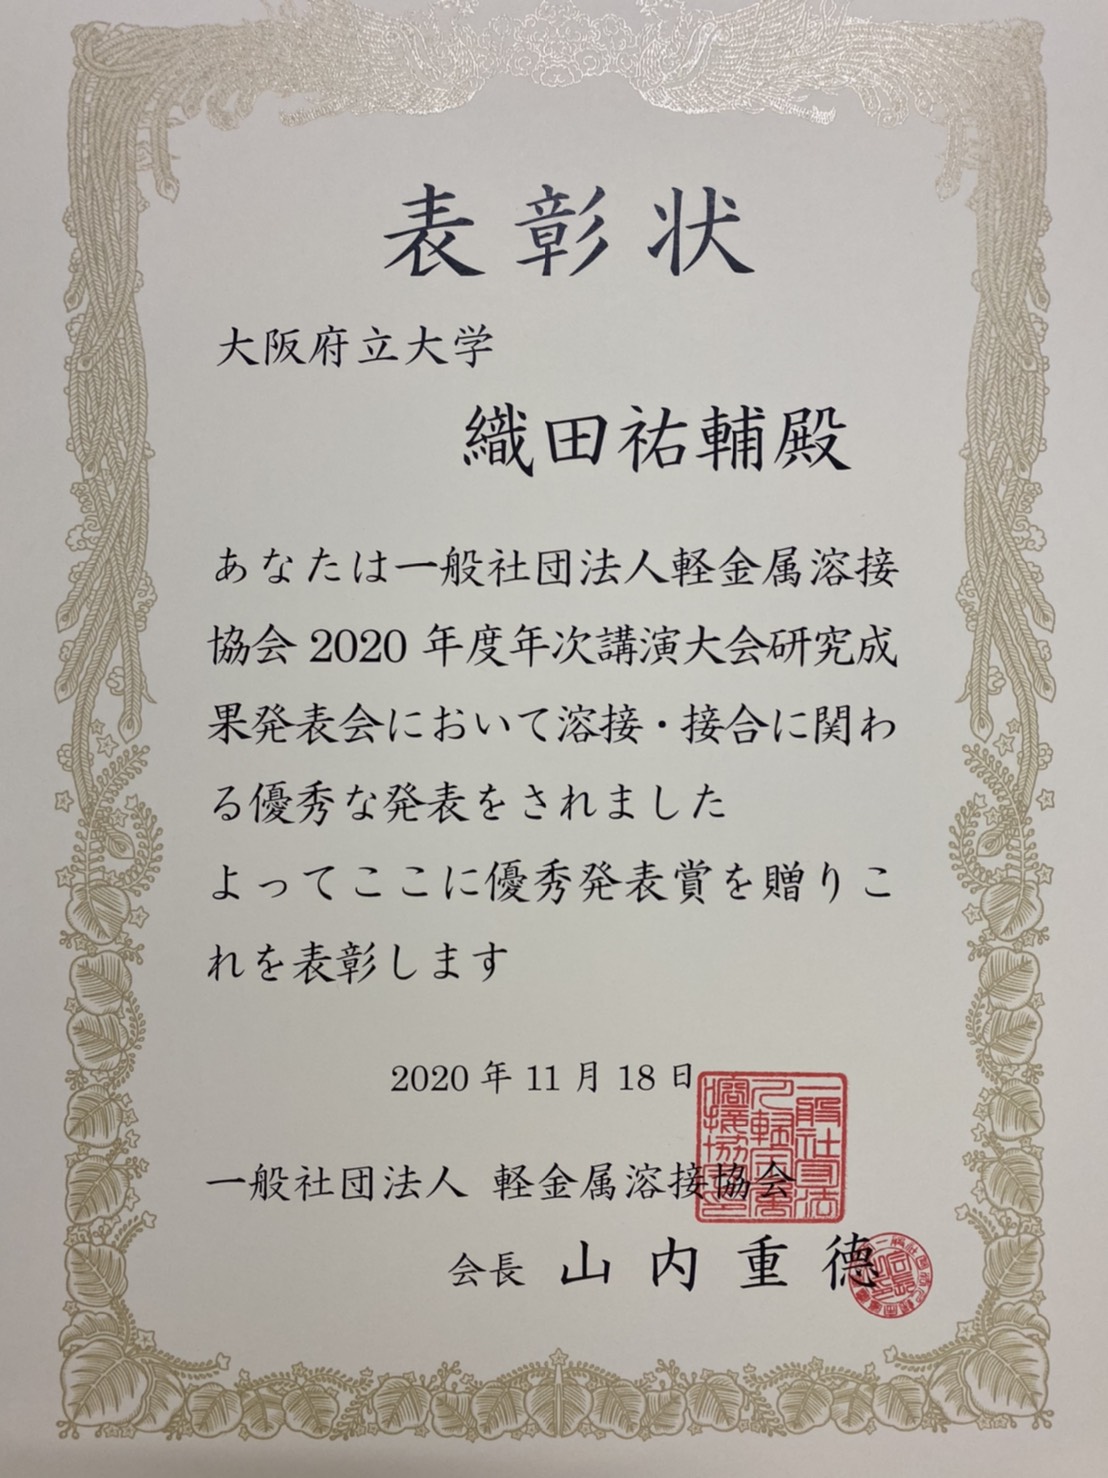 表彰状
大阪府立大学
織田祐輔殿
あなたは一般社団法人軽金属溶接
協会 2020 年度年次講演大会研究成
果発表会において溶接・接合に関わ
る優秀な発表をされました
よってここに優秀発表賞を贈りこ
れを表彰します
2020 年 11 月 18 日
一般社団法人 軽金属溶接協会
会長 山内重德